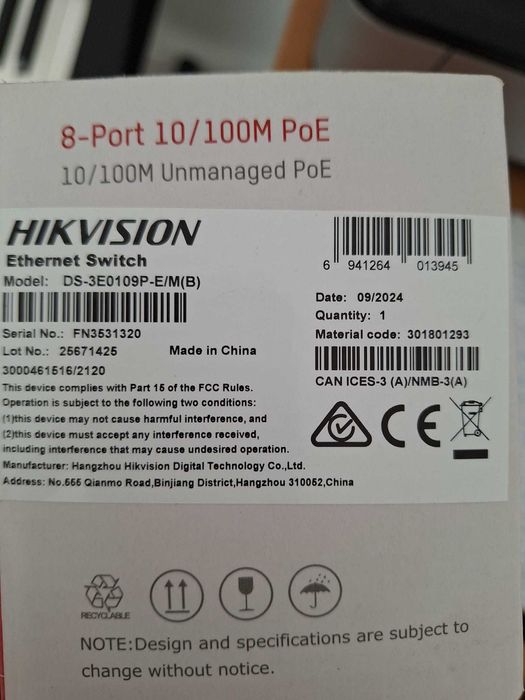 8-Port 10/100M PoE
10/100M Unmanaged PoE
HIKVISION
Ethernet Switch
Model: DS-3E0109P-E/M(B)
Serial No.: FN3531320
Lot No.: 25671425 Made in China
3000461516/2120
This device complies with Part 15 of the FCC Rules.
Operation is subject to the following two conditions:
(1)this device may not cause harmful interference, and
(2)this device must accept any interference received,
including interference that may cause undesired operation.
Manufacturer: Hangzhou Hikvision Digital Technology Co.,Ltd.
Address: No.555 Qianmo Road,Binjiang District,Hangzhou 310052,China
6 941264 013945
Date: 09/2024
Quantity: 1
Material code: 301801293
CAN ICES-3 (A)/NMB-3(A)
CE
RECYCLABLE
NOTE:Design and specifications are subject to
change without notice.